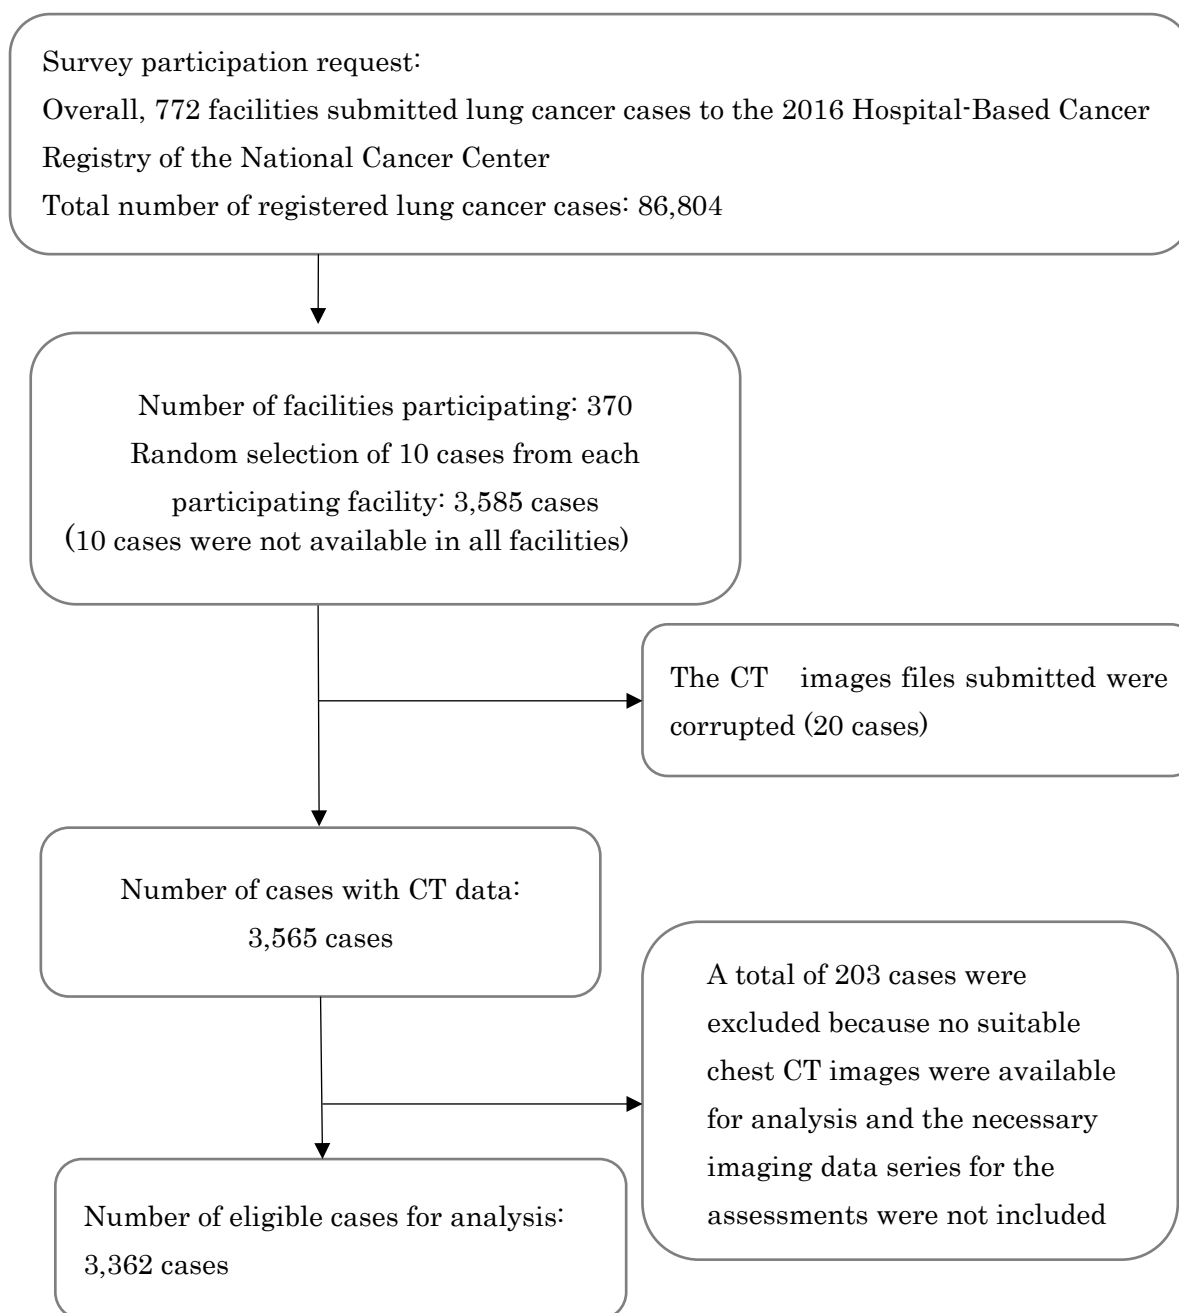 Survey participation request:
Overall, 772 facilities submitted lung cancer cases to the 2016 Hospital-Based Cancer
Registry of the National Cancer Center
Total number of registered lung cancer cases: 86,804
Number of facilities participating: 370
Random selection of 10 cases from each
participating facility: 3,585 cases
(10 cases were not available in all facilities)
The CT images files submitted were
corrupted (20 cases)
Number of cases with CT data:
3,565 cases
A total of 203 cases were
excluded because no suitable
chest CT images were available
for analysis and the necessary
imaging data series for the
assessments were not included
Number of eligible cases for analysis:
3,362 cases